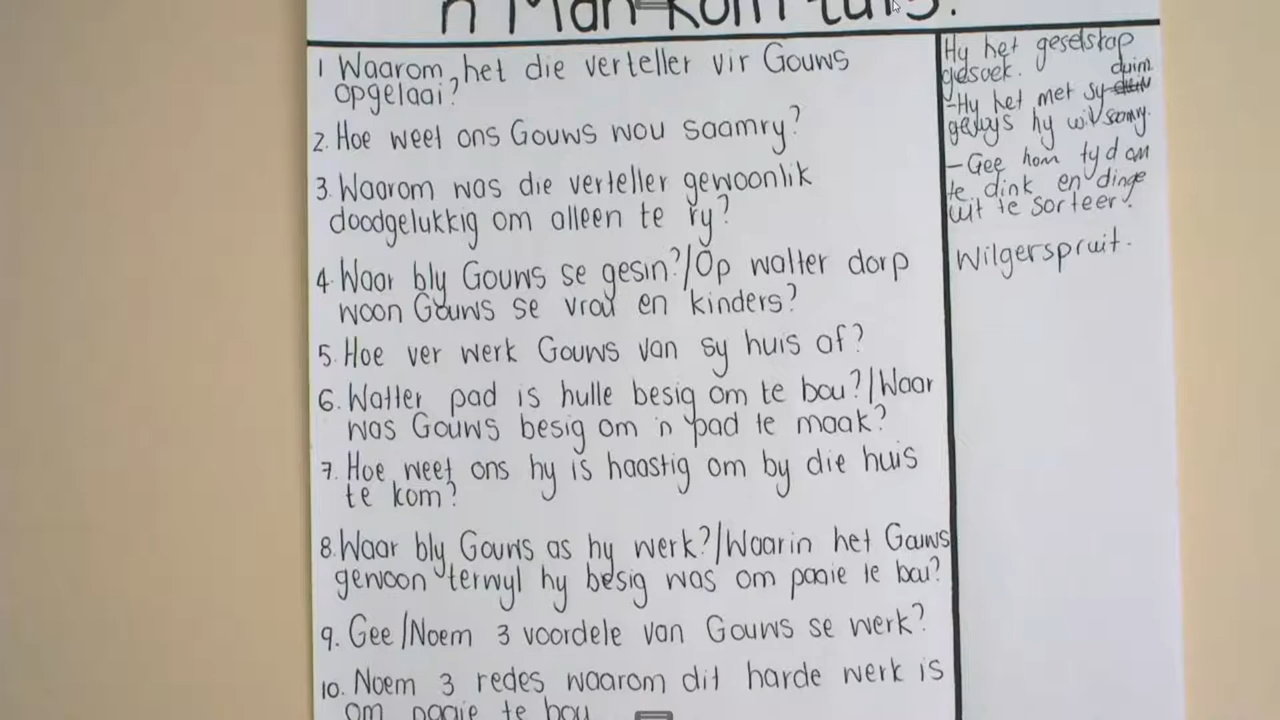 'n Man kom tuis.
1 Waarom, het die verteller vir Gouws
opgelaai?
2. Hoe weet ons Gouws wou saamry?
3. Waarom was die verteller gewoonlik
doodgelukkig om alleen te ry?
4. Waar bly Gouws se gesin?/Op watter dorp
woon Gouws se vrou en kinders?
5. Hoe ver werk Gouws van sy huis af?
6. Watter pad is hulle besig om te bou?/Waar
was Gouws besig om 'n pad te maak?
7. Hoe weet ons hy is haastig om by die huis
te kom?
8. Waar bly Gouws as hy werk?/Waarin het Gouws
gewoon terwyl hy besig was om paaie te bou?
9. Gee/Noem 3 voordele van Gouws se werk?
10. Noem 3 redes waarom dit harde werk is
om paaie te bou
Hy het geselskap
gesoek.
duim
-Hy het met sy
gewys hy wil saamry.
- Gee hom tyd om
te dink en dinge
uit te sorteer.
Wilgerspruit.